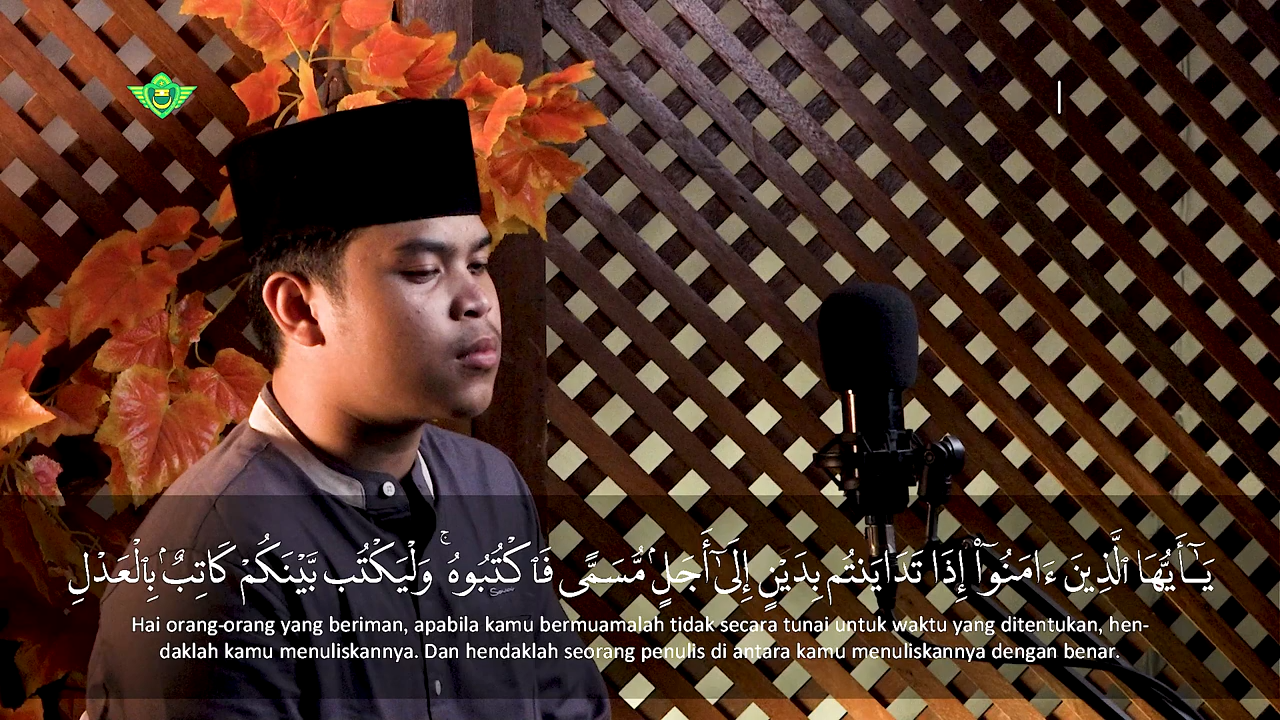 يَـٰٓأَيُّهَا ٱلَّذِينَ ءَامَنُوٓا۟ إِذَا تَدَايَنتُم بِدَيْنٍ إِلَىٰٓ أَجَلٍ مُّسَمًّى فَٱكْتُبُوهُ ۚ وَلْيَكْتُب بَّيْنَكُمْ كَاتِبٌۢ بِٱلْعَدْلِ
Hai orang-orang yang beriman, apabila kamu bermuamalah tidak secara tunai untuk waktu yang ditentukan, hen-
daklah kamu menuliskannya. Dan hendaklah seorang penulis di antara kamu menuliskannya dengan benar.